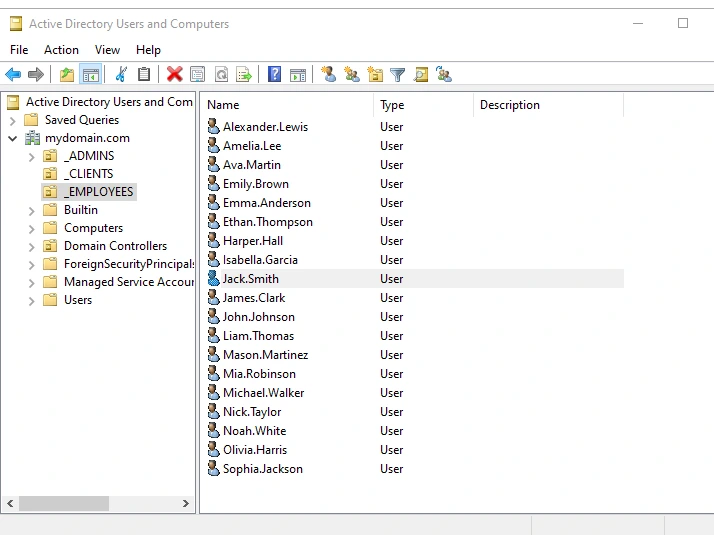 Active Directory Users and Computers
File Action View Help
Active Directory Users and Com
Saved Queries
mydomain.com
_ADMINS
_CLIENTS
_EMPLOYEES
Builtin
Computers
Domain Controllers
ForeignSecurityPrincipals
Managed Service Accour
Users
Name Type Description
Alexander.Lewis User
Amelia.Lee User
Ava.Martin User
Emily.Brown User
Emma.Anderson User
Ethan.Thompson User
Harper.Hall User
Isabella.Garcia User
Jack.Smith User
James.Clark User
John.Johnson User
Liam.Thomas User
Mason.Martinez User
Mia.Robinson User
Michael.Walker User
Nick.Taylor User
Noah.White User
Olivia.Harris User
Sophia.Jackson User